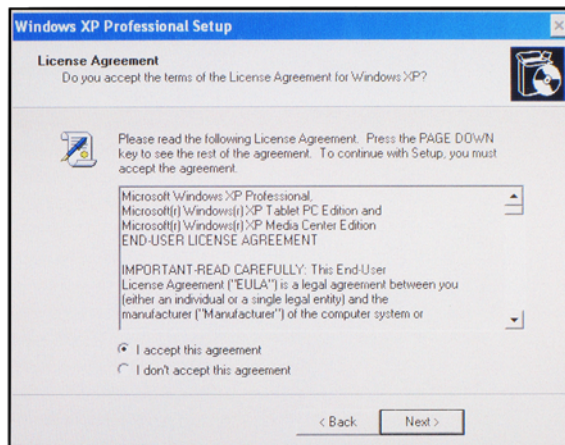 Windows XP Professional Setup
License Agreement
Do you accept the terms of the License Agreement for Windows XP?
Please read the following License Agreement. Press the PAGE DOWN
key to see the rest of the agreement. To continue with Setup, you must
accept the agreement.
Microsoft Windows XP Professional,
Microsoft(r) Windows(r) XP Tablet PC Edition and
Microsoft(r) Windows(r) XP Media Center Edition
END-USER LICENSE AGREEMENT
IMPORTANT-READ CAREFULLY: This End-User
License Agreement ("EULA") is a legal agreement between you
(either an individual or a single legal entity) and the
manufacturer ("Manufacturer") of the computer system or
I accept this agreement
I don't accept this agreement
< Back
Next >